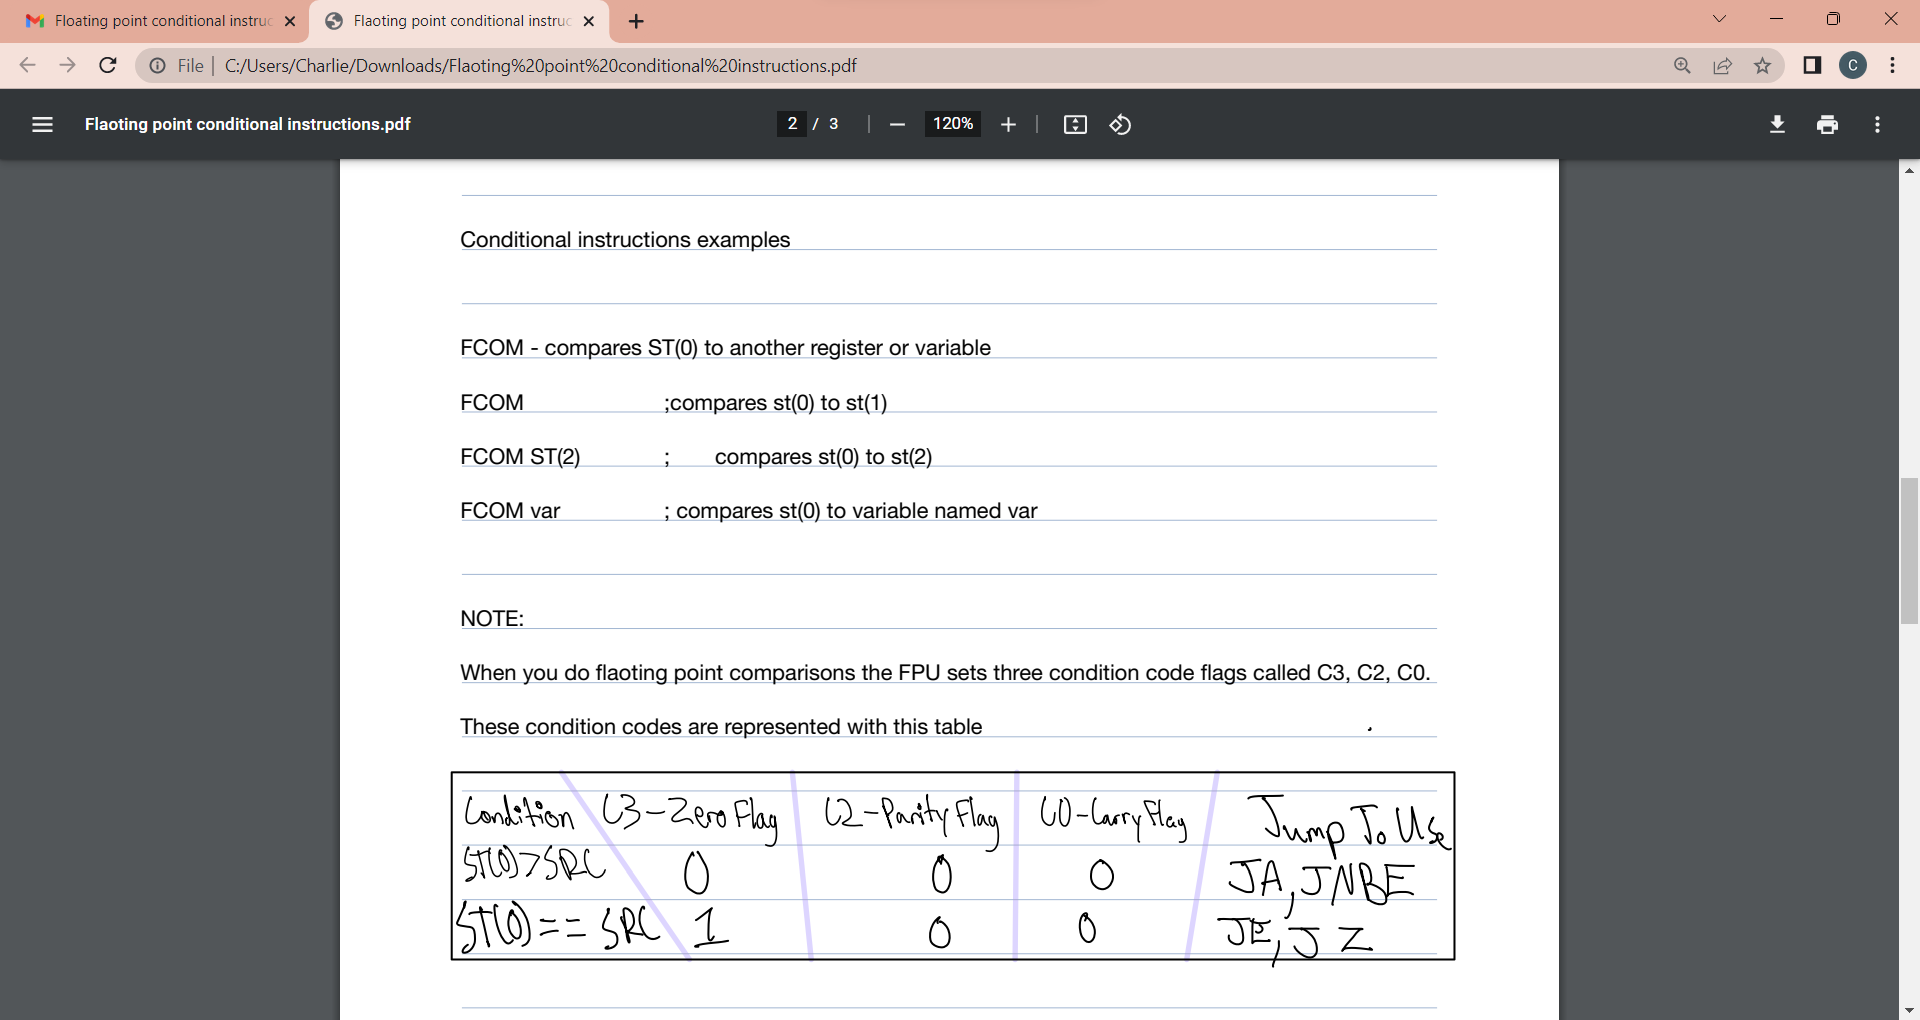 Floating point conditional instruc
Flaoting point conditional instruc
File | C:/Users/Charlie/Downloads/Flaoting%20point%20conditional%20instructions.pdf
C
Flaoting point conditional instructions.pdf
2 / 3
120%
Conditional instructions examples
FCOM - compares ST(0) to another register or variable
FCOM ;compares st(0) to st(1)
FCOM ST(2) ; compares st(0) to st(2)
FCOM var ; compares st(0) to variable named var
NOTE:
When you do flaoting point comparisons the FPU sets three condition code flags called C3, C2, C0.
These condition codes are represented with this table
Condition C3-Zero Flag C2-Parity Flag C0-Carry Flag Jump To Use
ST(0)>SRC 0 0 0 JA, JNBE
ST(0)==SRC 1 0 0 JE, JZ